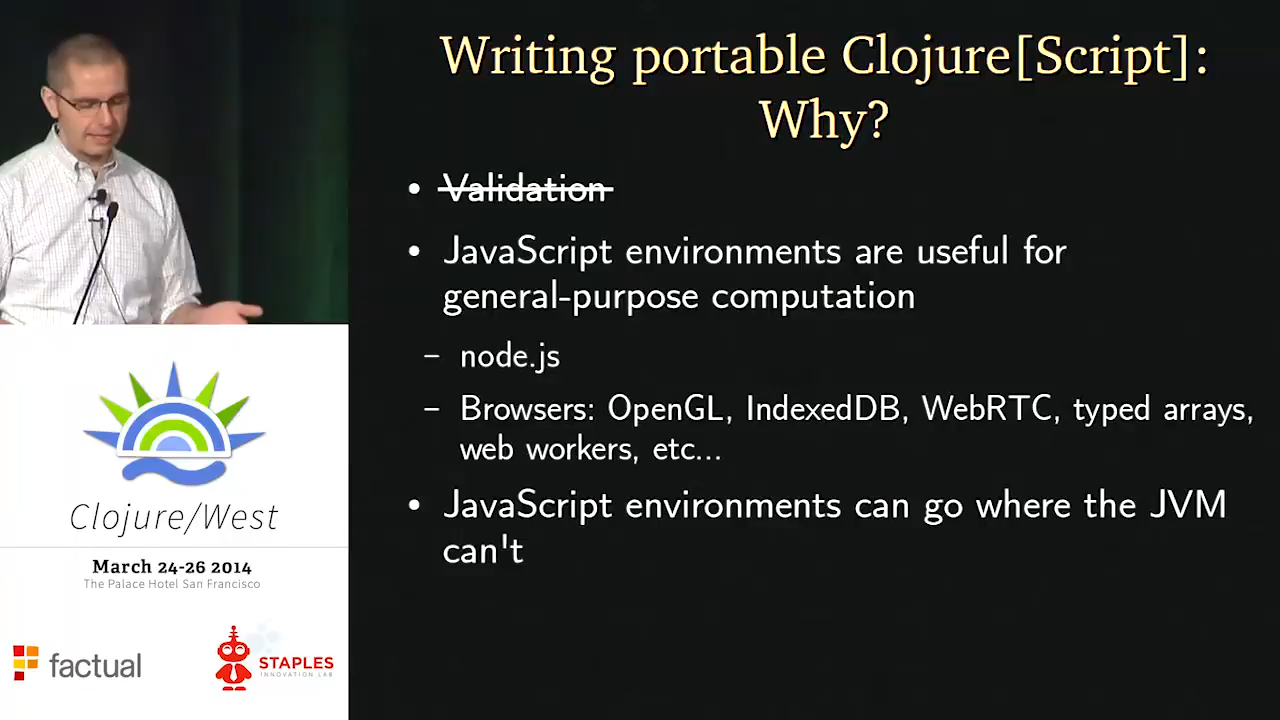 Writing portable Clojure[Script]:
Why?
• Validation
• JavaScript environments are useful for
general-purpose computation
– node.js
– Browsers: OpenGL, IndexedDB, WebRTC, typed arrays,
web workers, etc...
• JavaScript environments can go where the JVM
can't
Clojure/West
March 24-26 2014
The Palace Hotel San Francisco
factual
STAPLES
INNOVATION LAB